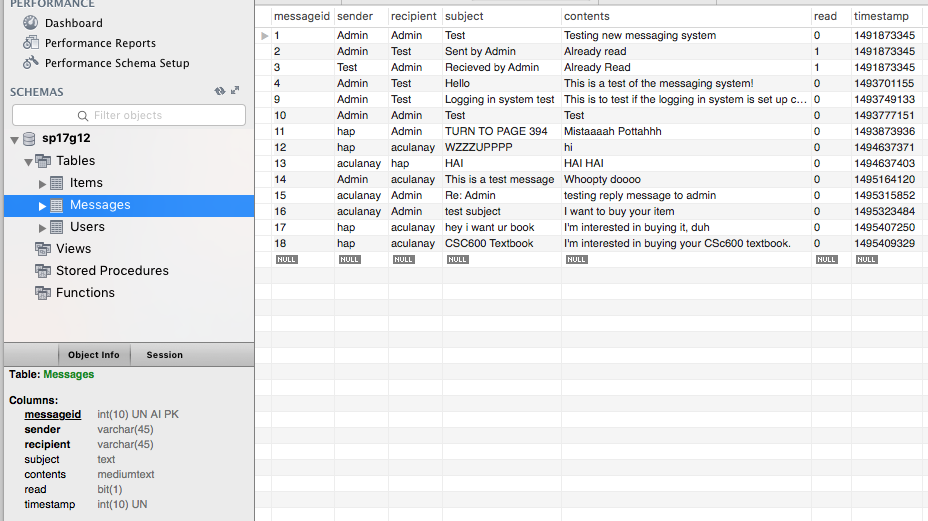 PERFORMANCE
Dashboard
Performance Reports
Performance Schema Setup
SCHEMAS
Filter objects
sp17g12
Tables
Items
Messages
Users
Views
Stored Procedures
Functions
Object Info Session
Table: Messages
Columns:
messageid int(10) UN AI PK
sender varchar(45)
recipient varchar(45)
subject text
contents mediumtext
read bit(1)
timestamp int(10) UN
messageid sender recipient subject contents read timestamp
1 Admin Admin Test Testing new messaging system 0 1491873345
2 Admin Test Sent by Admin Already read 1 1491873345
3 Test Admin Recieved by Admin Already Read 1 1491873345
4 Admin Test Hello This is a test of the messaging system! 0 1493701155
9 Admin Test Logging in system test This is to test if the logging in system is set up c... 0 1493749133
10 Admin Admin Test Test 0 1493777151
11 hap Admin TURN TO PAGE 394 Mistaaaah Pottahhh 0 1493873936
12 hap aculanay WZZZUPPPP hi 0 1494637371
13 aculanay hap HAI HAI HAI 0 1494637403
14 Admin aculanay This is a test message Whoopty doooo 0 1495164120
15 aculanay Admin Re: Admin testing reply message to admin 0 1495315852
16 aculanay Admin test subject I want to buy your item 0 1495323484
17 hap aculanay hey i want ur book I'm interested in buying it, duh 0 1495407250
18 hap aculanay CSC600 Textbook I'm interested in buying your CSc600 textbook. 0 1495409329
NULL NULL NULL NULL NULL NULL NULL